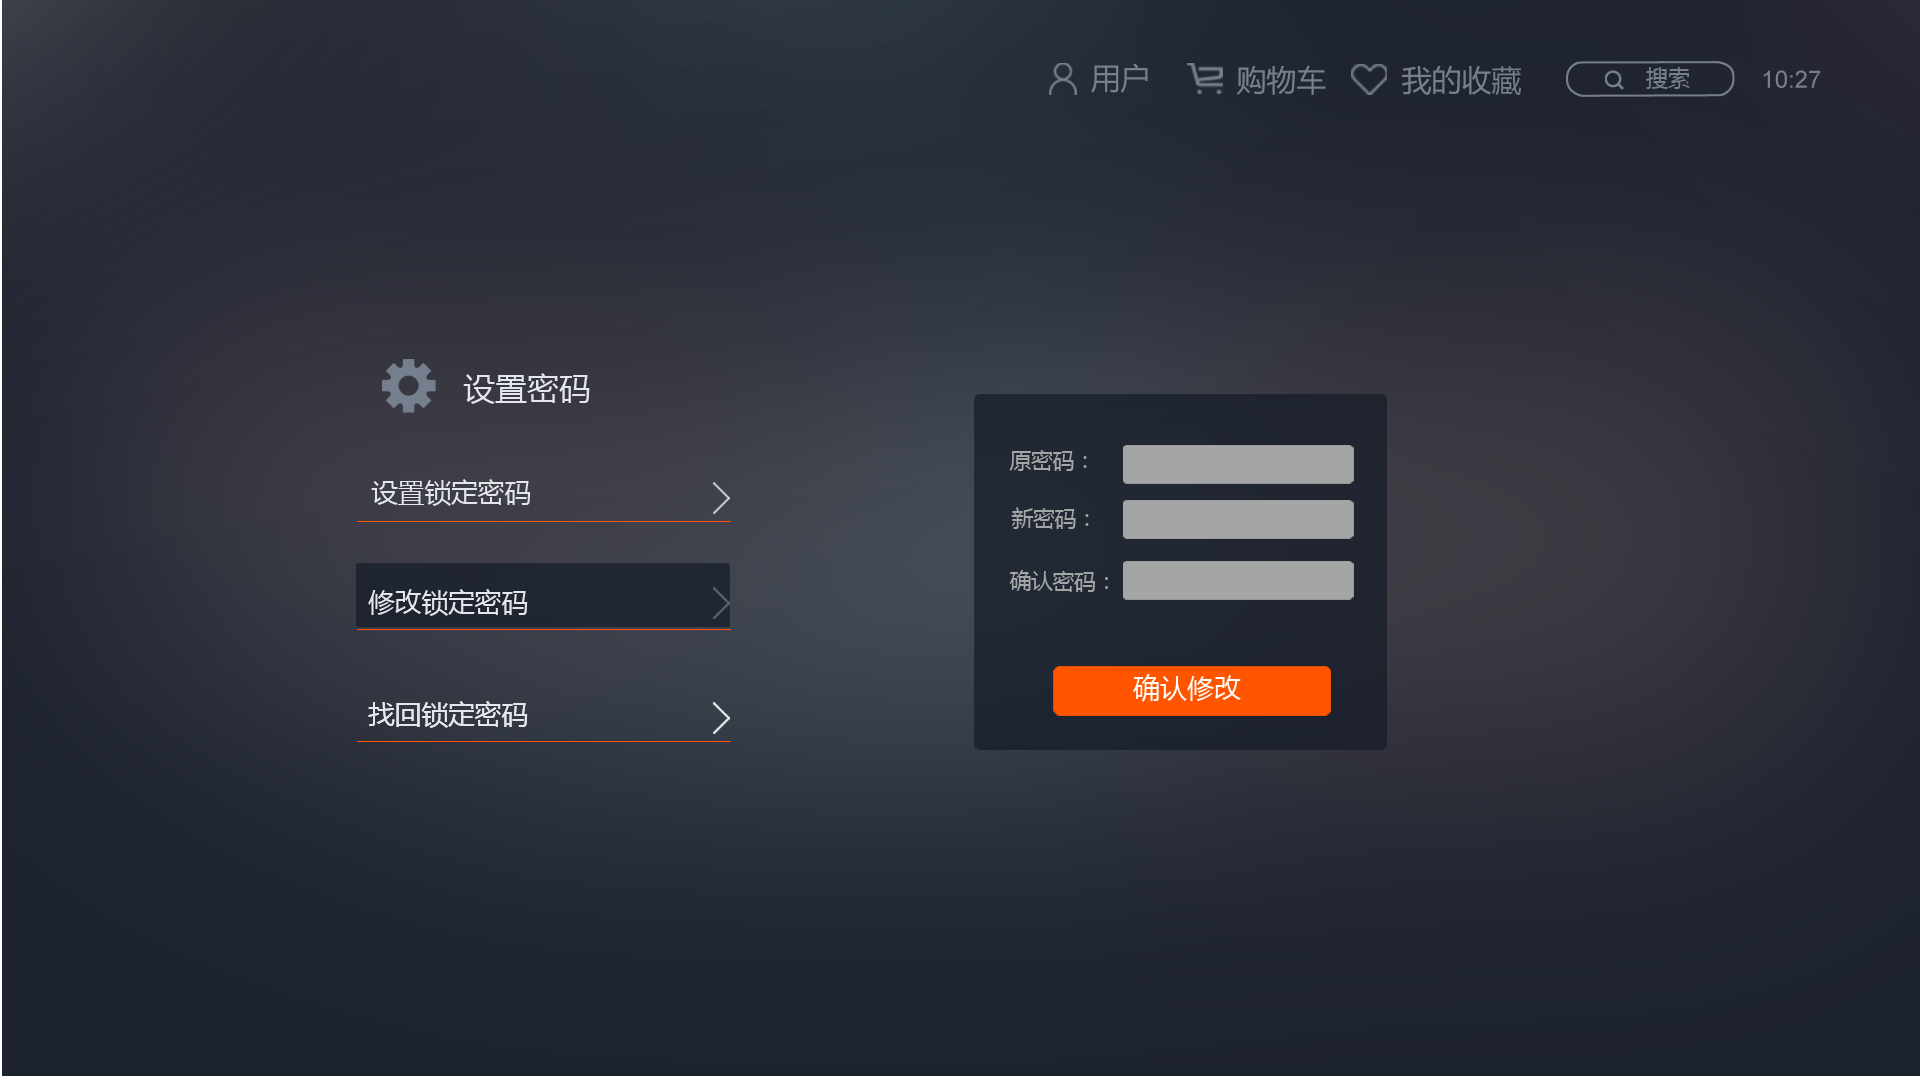 用户 购物车 我的收藏 搜索 10:27
设置密码
设置锁定密码
修改锁定密码
找回锁定密码
原密码：
新密码：
确认密码：
确认修改